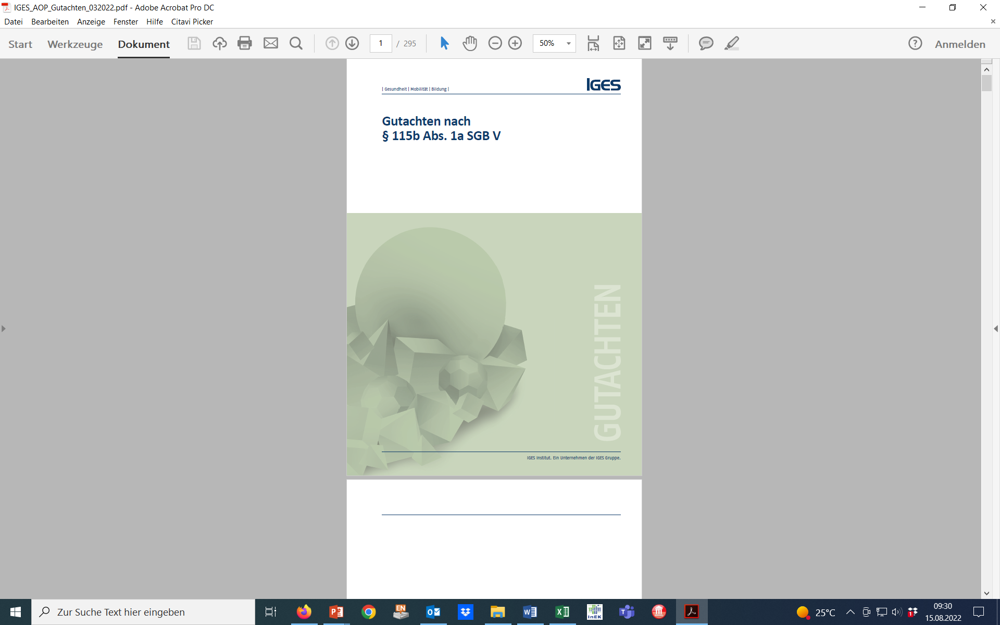 IGES_AOP_Gutachten_032022.pdf - Adobe Acrobat Pro DC
Datei Bearbeiten Anzeige Fenster Hilfe Citavi Picker
Start Werkzeuge Dokument 1 / 295 50% Anmelden
| Gesundheit | Mobilität | Bildung | IGES
Gutachten nach
§ 115b Abs. 1a SGB V
GUTACHTEN
IGES Institut. Ein Unternehmen der IGES Gruppe.
Zur Suche Text hier eingeben EN InEK 25°C 09:30
15.08.2022